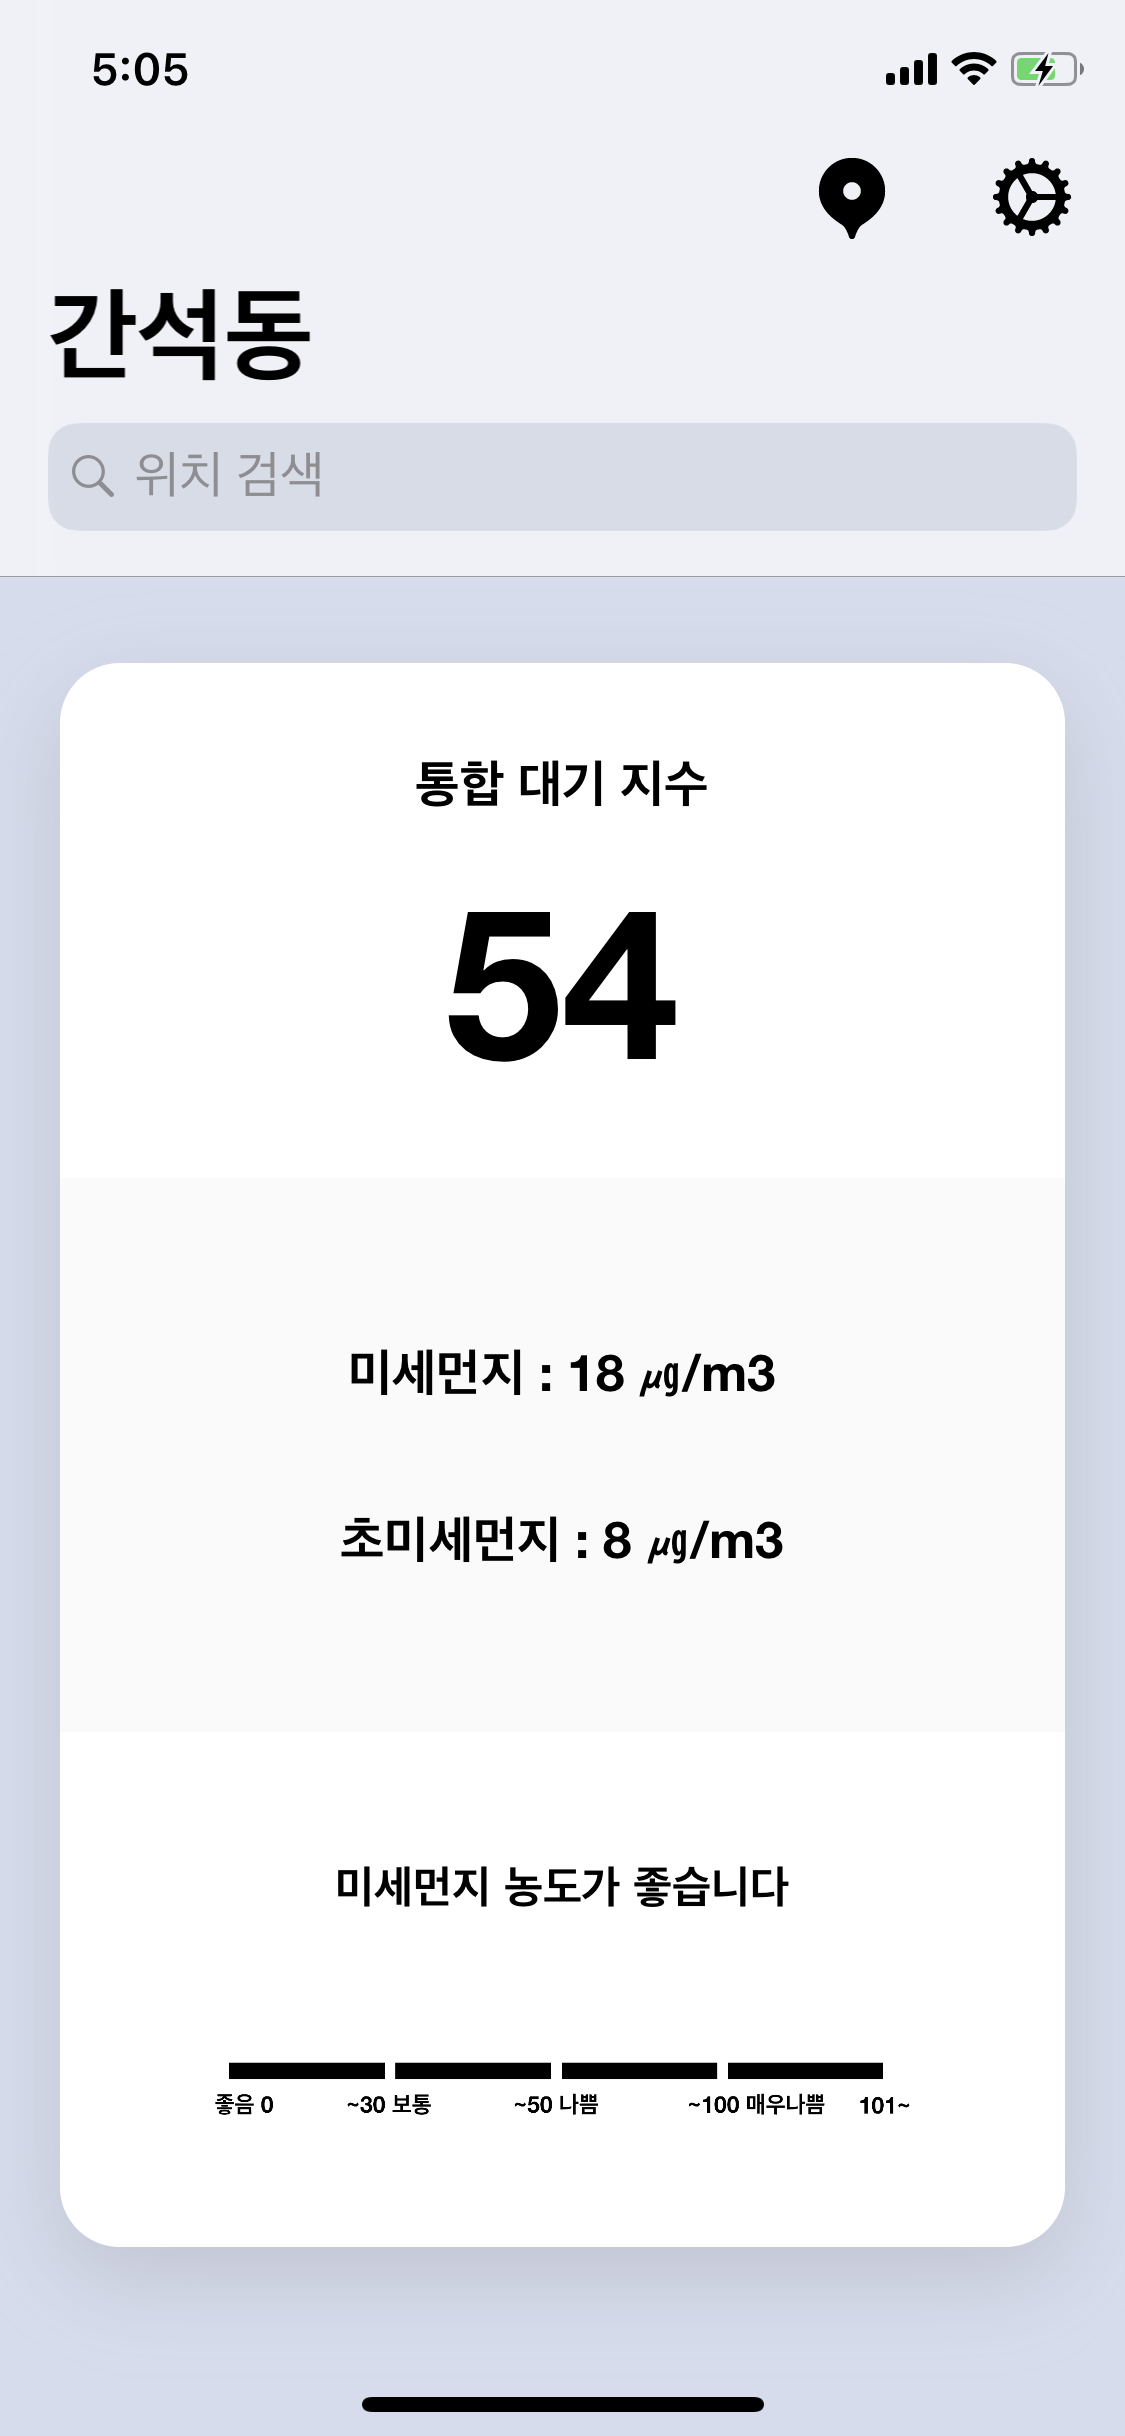 5:05
간석동
위치 검색
통합 대기 지수
54
미세먼지 : 18 ㎍/m3
초미세먼지 : 8 ㎍/m3
미세먼지 농도가 좋습니다
좋음 0 ~30 보통 ~50 나쁨 ~100 매우나쁨 101~